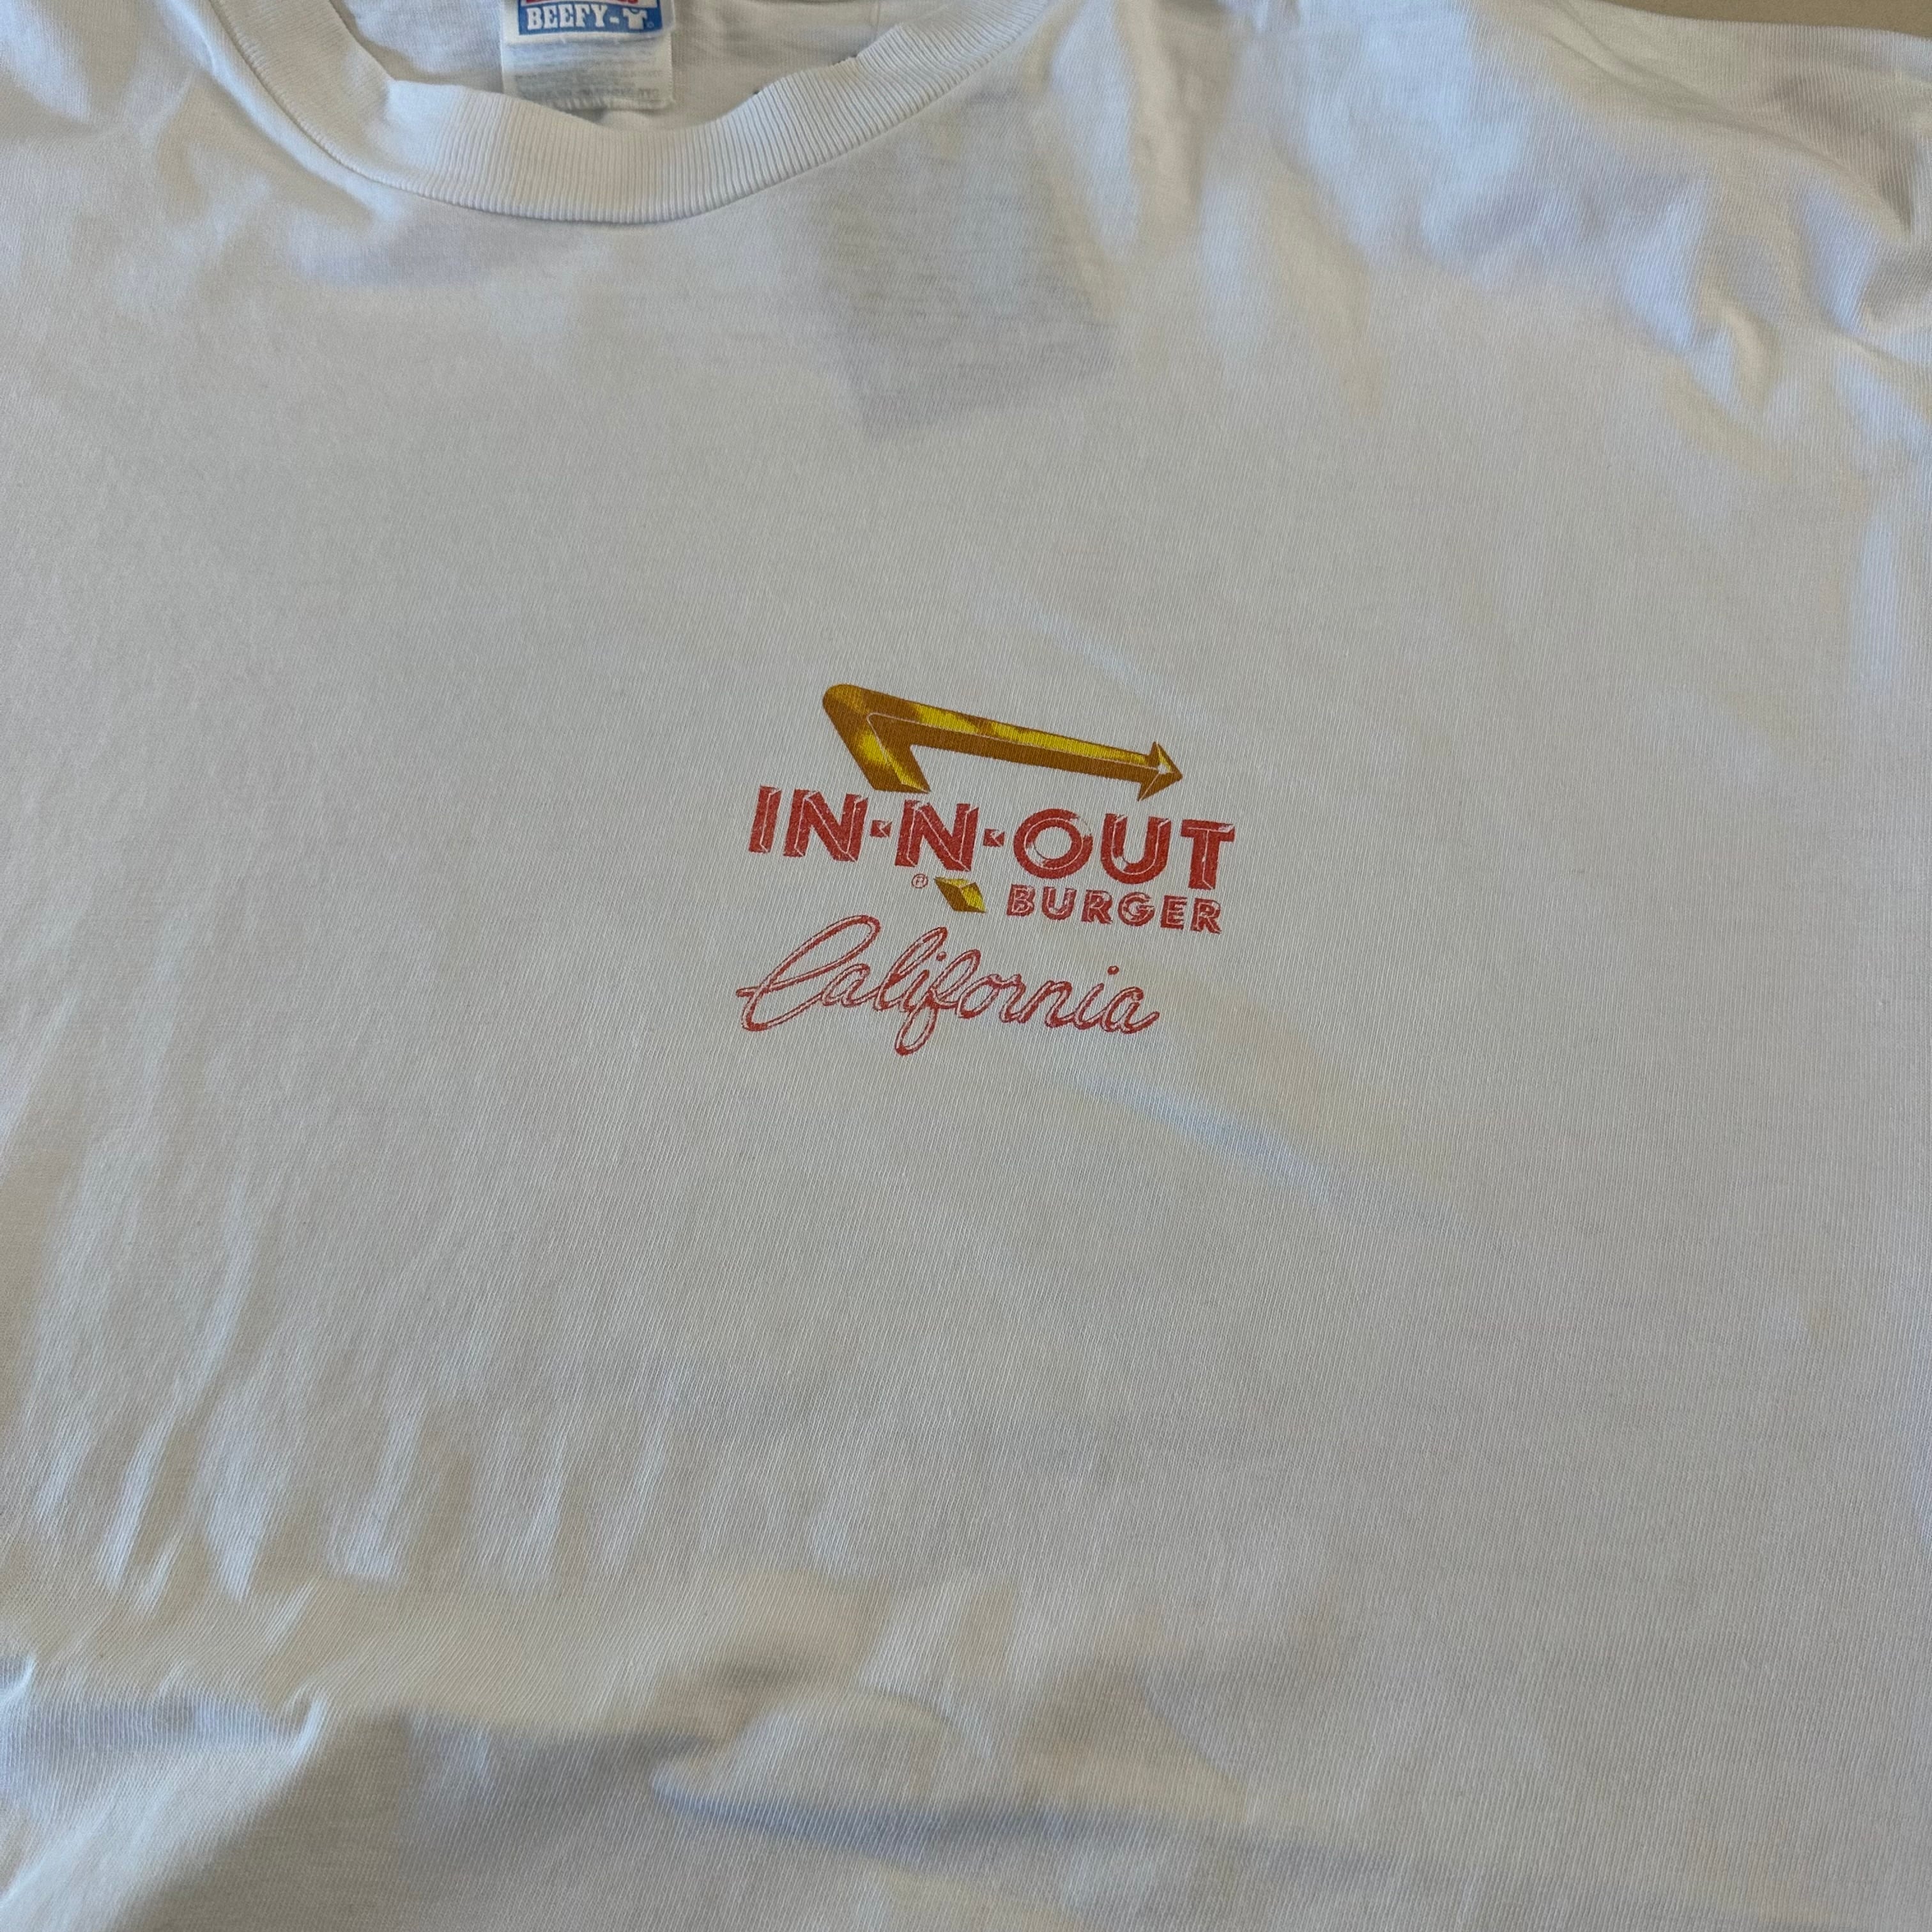 BEEFY-T
IN-N-OUT
® BURGER
California